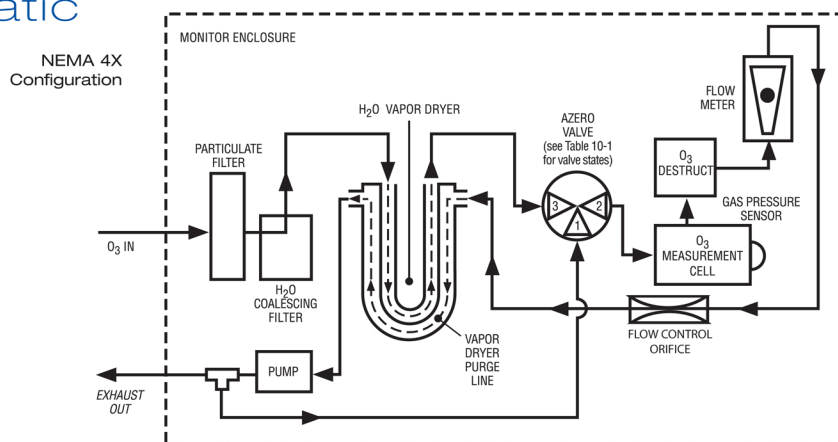 atic
NEMA 4X
Configuration
MONITOR ENCLOSURE
PARTICULATE
FILTER
H2O VAPOR DRYER
AZERO
VALVE
(see Table 10-1
for valve states)
FLOW
METER
O3
DESTRUCT
GAS PRESSURE
SENSOR
3
2
1
O3
MEASUREMENT
CELL
O3 IN
H2O
COALESCING
FILTER
FLOW CONTROL
ORIFICE
VAPOR
DRYER
PURGE
LINE
PUMP
EXHAUST
OUT